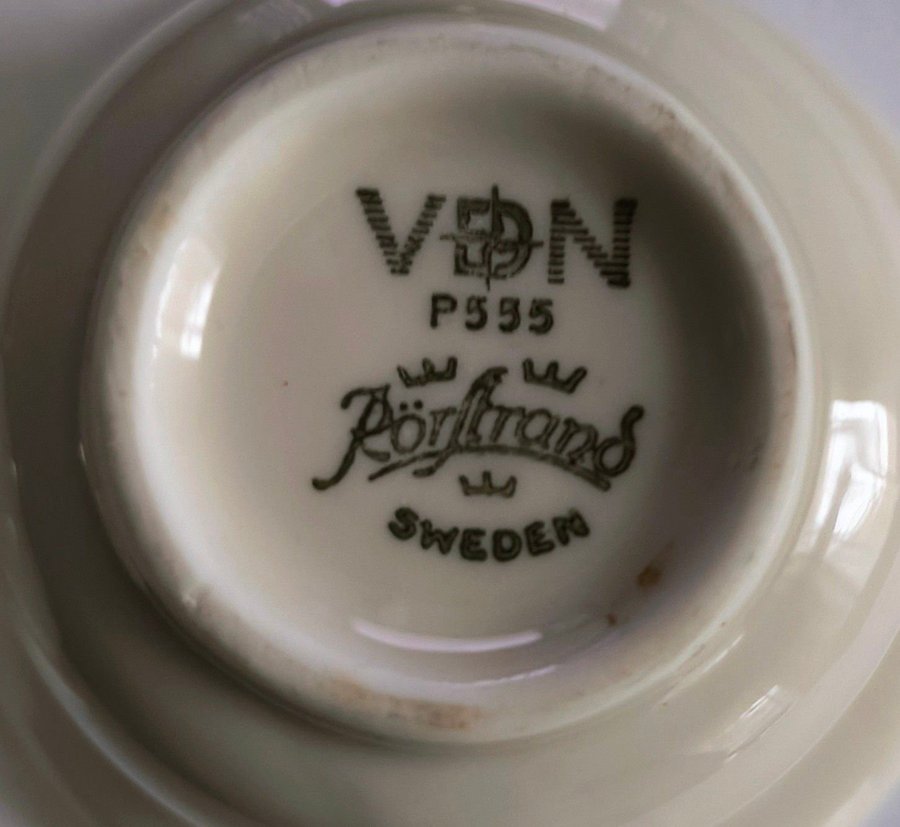 VDN
P555
Rörstrand
SWEDEN